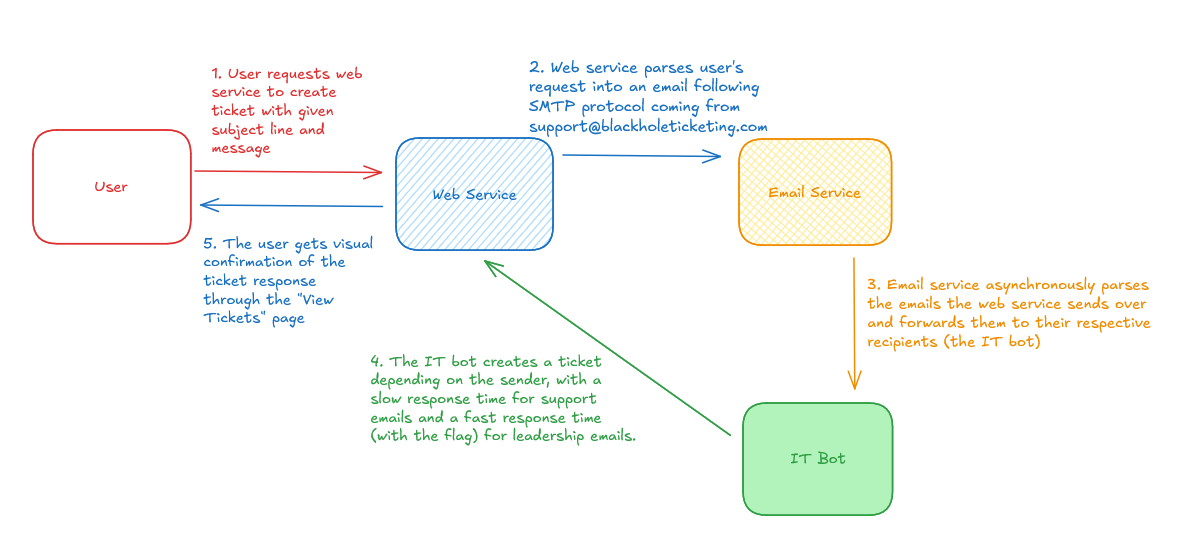 1. User requests web
service to create
ticket with given
subject line and
message
2. Web service parses user's
request into an email following
SMTP protocol coming from
support@blackholeticketing.com
User
Web Service
Email Service
5. The user gets visual
confirmation of the
ticket response
through the "View
Tickets" page
3. Email service asynchronously parses
the emails the web service sends over
and forwards them to their respective
recipients (the IT bot)
4. The IT bot creates a ticket
depending on the sender, with a
slow response time for support
emails and a fast response time
(with the flag) for leadership emails.
IT Bot